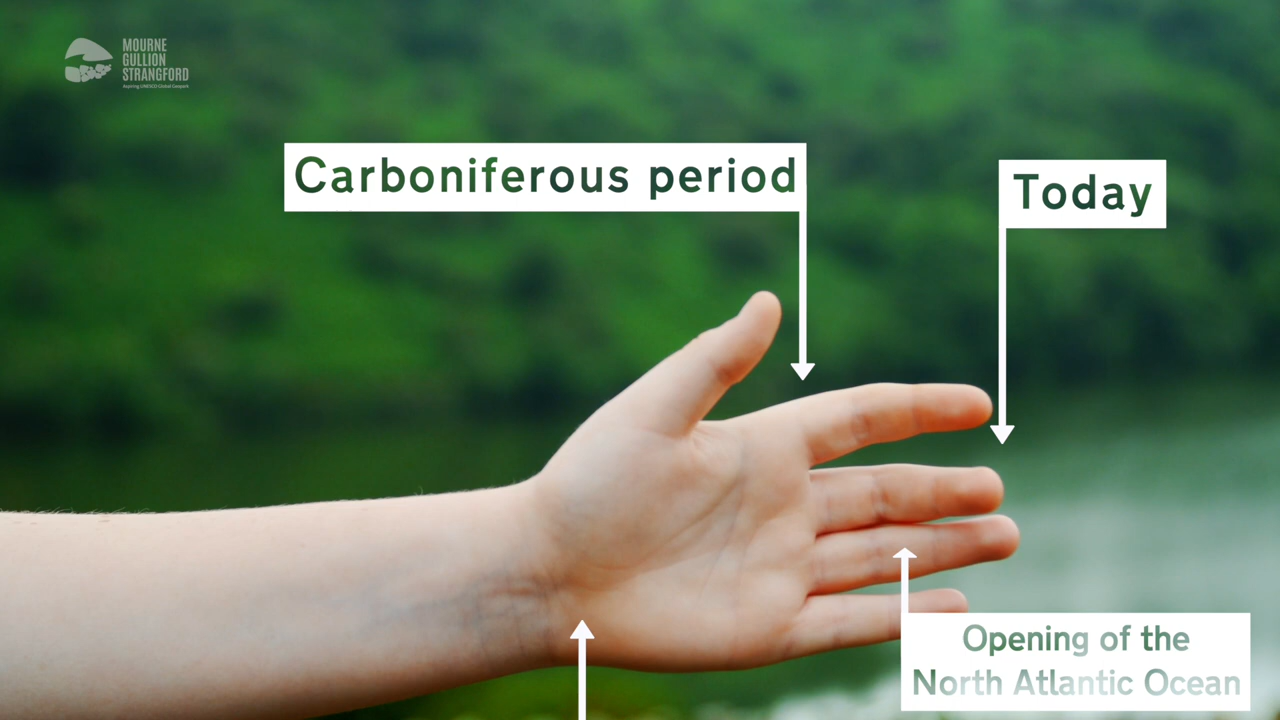 MOURNE
GULLION
STRANGFORD
Aspiring UNESCO Global Geopark
Carboniferous period
Today
Opening of the
North Atlantic Ocean